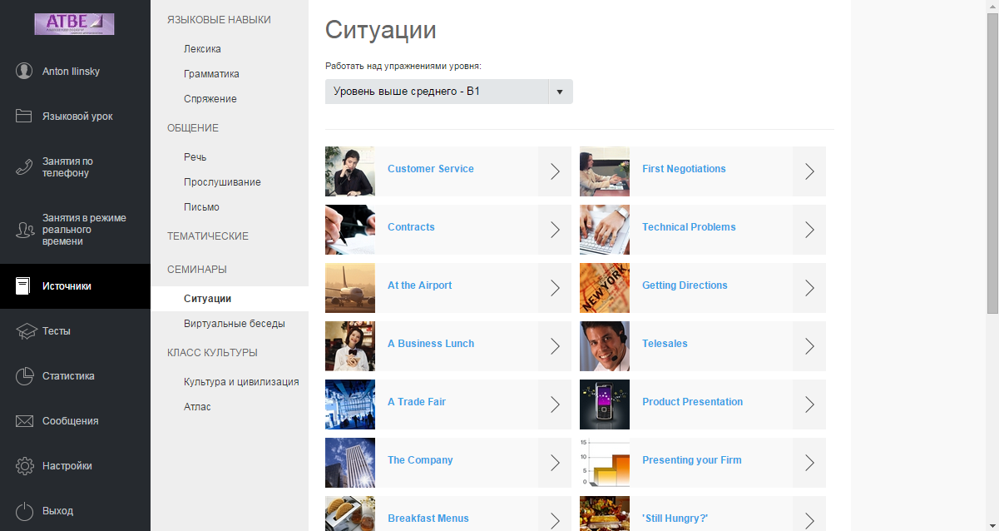 ATBE
Anton Ilinsky
Языковой урок
Занятия по
телефону
Занятия в режиме
реального
времени
Источники
Тесты
Статистика
Сообщения
Настройки
Выход
ЯЗЫКОВЫЕ НАВЫКИ
Лексика
Грамматика
Спряжение
ОБЩЕНИЕ
Речь
Прослушивание
Письмо
ТЕМАТИЧЕСКИЕ
СЕМИНАРЫ
Ситуации
Виртуальные беседы
КЛАСС КУЛЬТУРЫ
Культура и цивилизация
Атлас
Ситуации
Работать над упражнениями уровня:
Уровень выше среднего - B1
Customer Service
First Negotiations
Contracts
Technical Problems
At the Airport
NEW YORK
Getting Directions
A Business Lunch
Telesales
A Trade Fair
Product Presentation
The Company
15
10
5
0
Presenting your Firm
Breakfast Menus
'Still Hungry?'